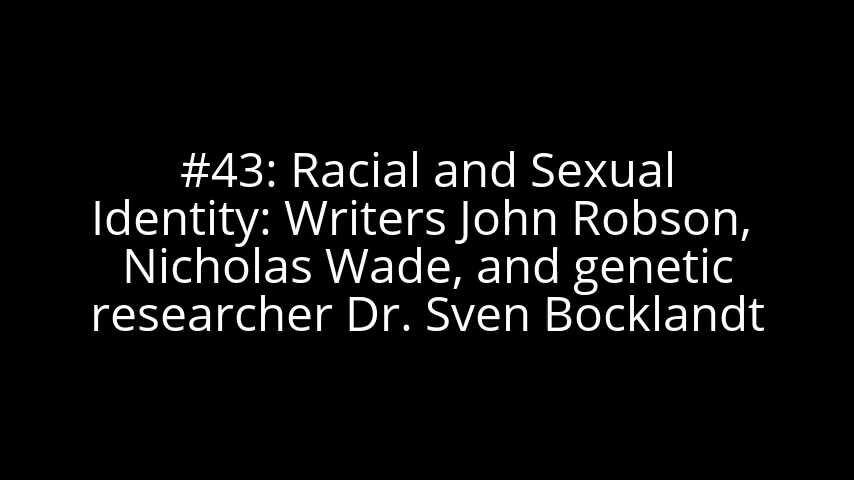 #43: Racial and Sexual
Identity: Writers John Robson,
Nicholas Wade, and genetic
researcher Dr. Sven Bocklandt